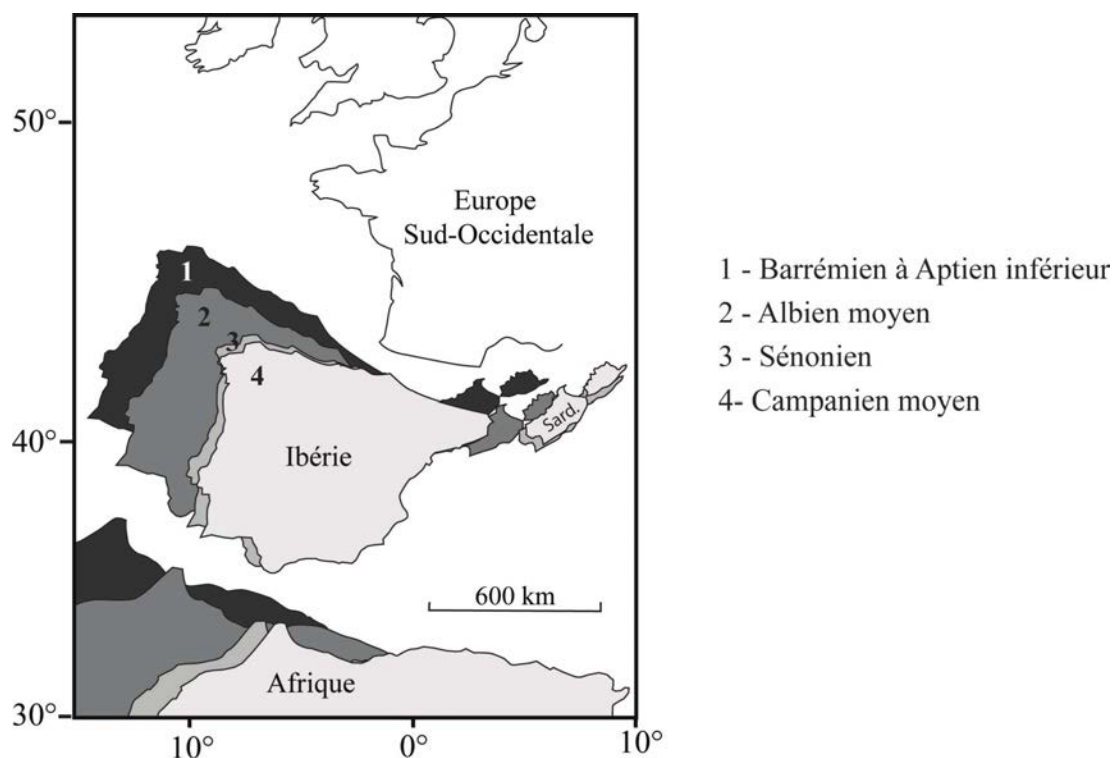 50°
40°
30°
10°
0°
10°
Europe
Sud-Occidentale
1
2
3
4
Ibérie
Sard.
600 km
Afrique
1 - Barrémien à Aptien inférieur
2 - Albien moyen
3 - Sénonien
4- Campanien moyen